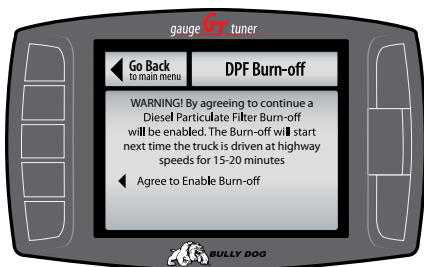 gauge GT tuner
Go Back
to main menu
DPF Burn-off
WARNING! By agreeing to continue a
Diesel Particulate Filter Burn-off
will be enabled. The Burn-off will start
next time the truck is driven at highway
speeds for 15-20 minutes
Agree to Enable Burn-off
BULLY DOG